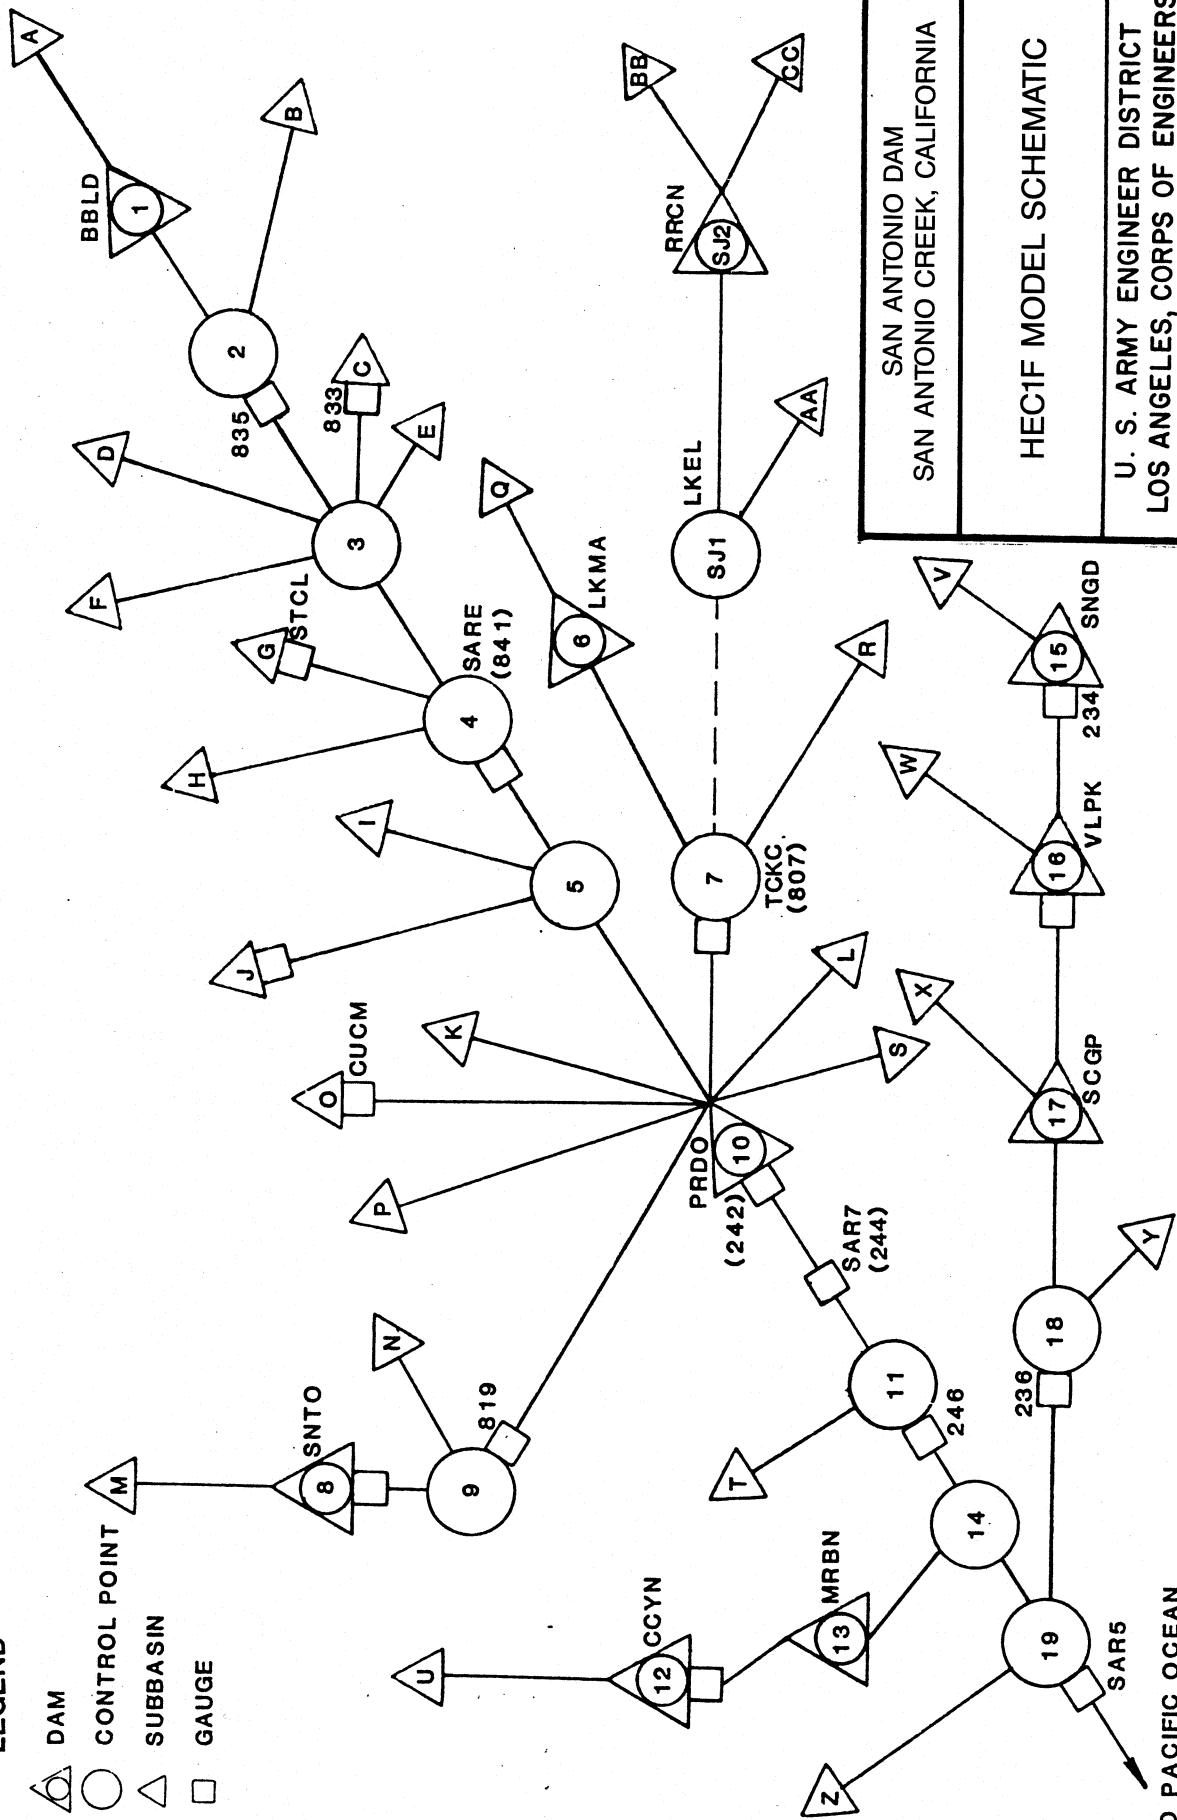 LEGEND
DAM
CONTROL POINT
SUBBASIN
GAUGE
M
SNTO
8
N
9
819
U
CCYN
12
MRBN
13
Z
19
SAR5
PACIFIC OCEAN
14
T
11
246
SAR7
(244)
PRDO
(242)
10
P
O
CUCM
K
J
I
5
H
G
STCL
4
SARE
(841)
F
D
3
E
833
C
835
2
B
BBLD
1
A
Q
6
LKMA
7
TCKC
(807)
R
L
S
SJ1
LKEL
AA
RRCN
SJ2
BB
CC
236
18
Y
17
SCGP
X
16
VLPK
W
234
15
SNGD
V
SAN ANTONIO DAM
SAN ANTONIO CREEK, CALIFORNIA
HEC1F MODEL SCHEMATIC
U. S. ARMY ENGINEER DISTRICT
LOS ANGELES, CORPS OF ENGINEERS